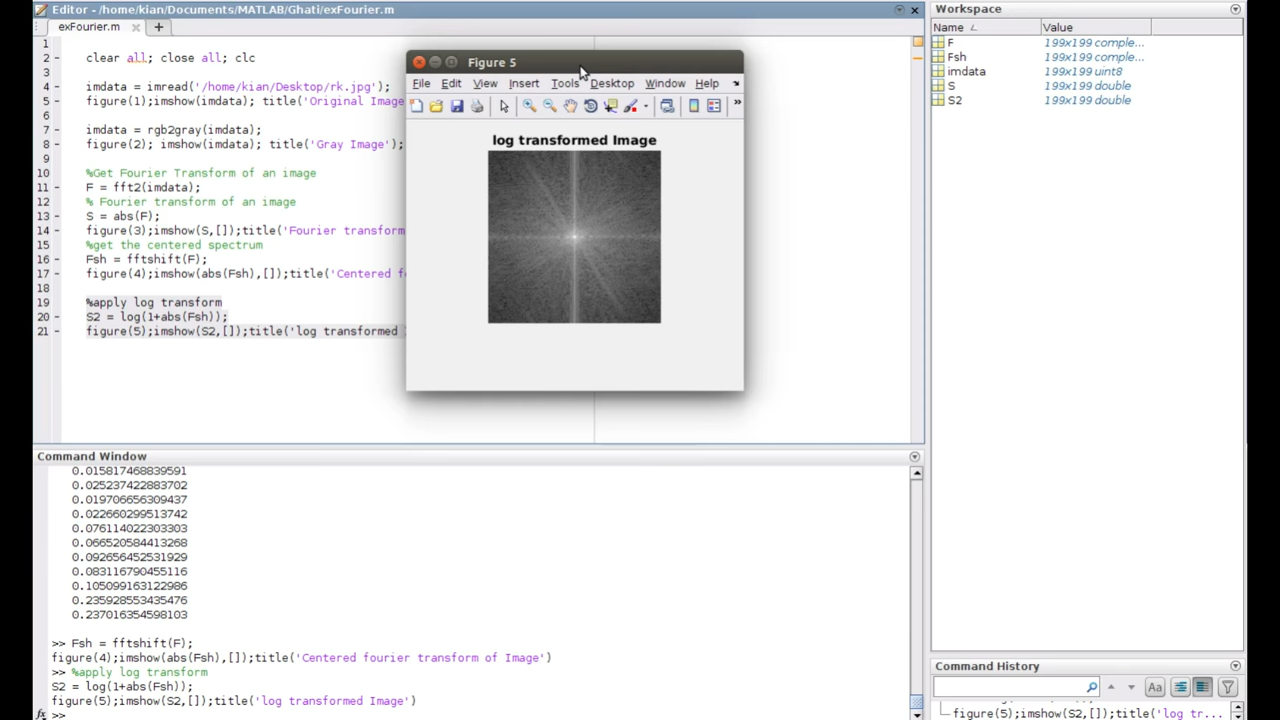 Editor - /home/kian/Documents/MATLAB/Ghati/exFourier.m
exFourier.m
1
2 - clear all; close all; clc
3
4 - imdata = imread('/home/kian/Desktop/rk.jpg');
5 - figure(1);imshow(imdata); title('Original Image
6
7 - imdata = rgb2gray(imdata);
8 - figure(2); imshow(imdata); title('Gray Image');
9
10 %Get Fourier Transform of an image
11 - F = fft2(imdata);
12 % Fourier transform of an image
13 - S = abs(F);
14 - figure(3);imshow(S,[]);title('Fourier transform
15 %get the centered spectrum
16 - Fsh = fftshift(F);
17 - figure(4);imshow(abs(Fsh),[]);title('Centered f
18
19 %apply log transform
20 - S2 = log(1+abs(Fsh));
21 - figure(5);imshow(S2,[]);title('log transformed
Figure 5
File Edit View Insert Tools Desktop Window Help
log transformed Image
Command Window
0.015817468839591
0.025237422883702
0.019706656309437
0.022660299513742
0.076114022303303
0.066520584413268
0.092656452531929
0.083116790455116
0.105099163122986
0.235928553435476
0.237016354598103
>> Fsh = fftshift(F);
figure(4);imshow(abs(Fsh),[]);title('Centered fourier transform of Image')
>> %apply log transform
S2 = log(1+abs(Fsh));
figure(5);imshow(S2,[]);title('log transformed Image')
fx >>
Workspace
Name Value
F 199x199 comple...
Fsh 199x199 comple...
imdata 199x199 uint8
S 199x199 double
S2 199x199 double
Command History
Aa
figure(5);imshow(S2,[]);title('log tr...